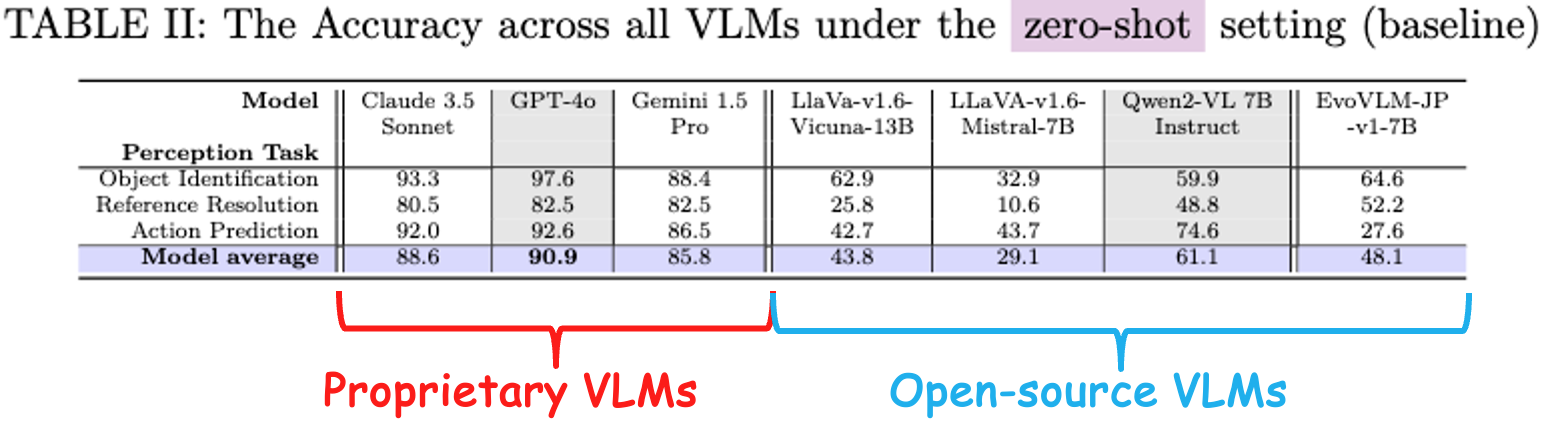 TABLE II: The Accuracy across all VLMs under the zero-shot setting (baseline)
Model Claude 3.5 GPT-4o Gemini 1.5 LlaVa-v1.6- LLaVA-v1.6- Qwen2-VL 7B EvoVLM-JP
Sonnet Pro Vicuna-13B Mistral-7B Instruct -v1-7B
Perception Task
Object Identification 93.3 97.6 88.4 62.9 32.9 59.9 64.6
Reference Resolution 80.5 82.5 82.5 25.8 10.6 48.8 52.2
Action Prediction 92.0 92.6 86.5 42.7 43.7 74.6 27.6
Model average 88.6 90.9 85.8 43.8 29.1 61.1 48.1
Proprietary VLMs Open-source VLMs